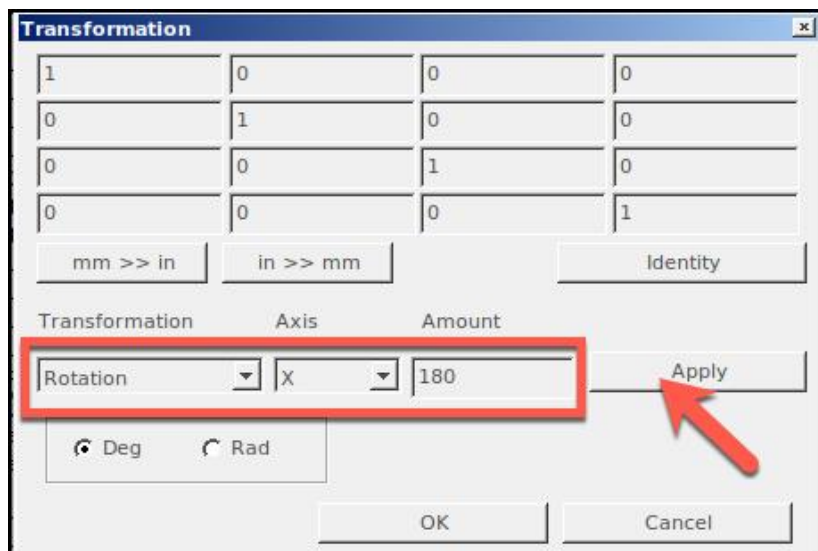 Transformation
1 0 0 0
0 1 0 0
0 0 1 0
0 0 0 1
mm >> in in >> mm Identity
Transformation Axis Amount
Rotation X 180 Apply
Deg Rad
OK Cancel